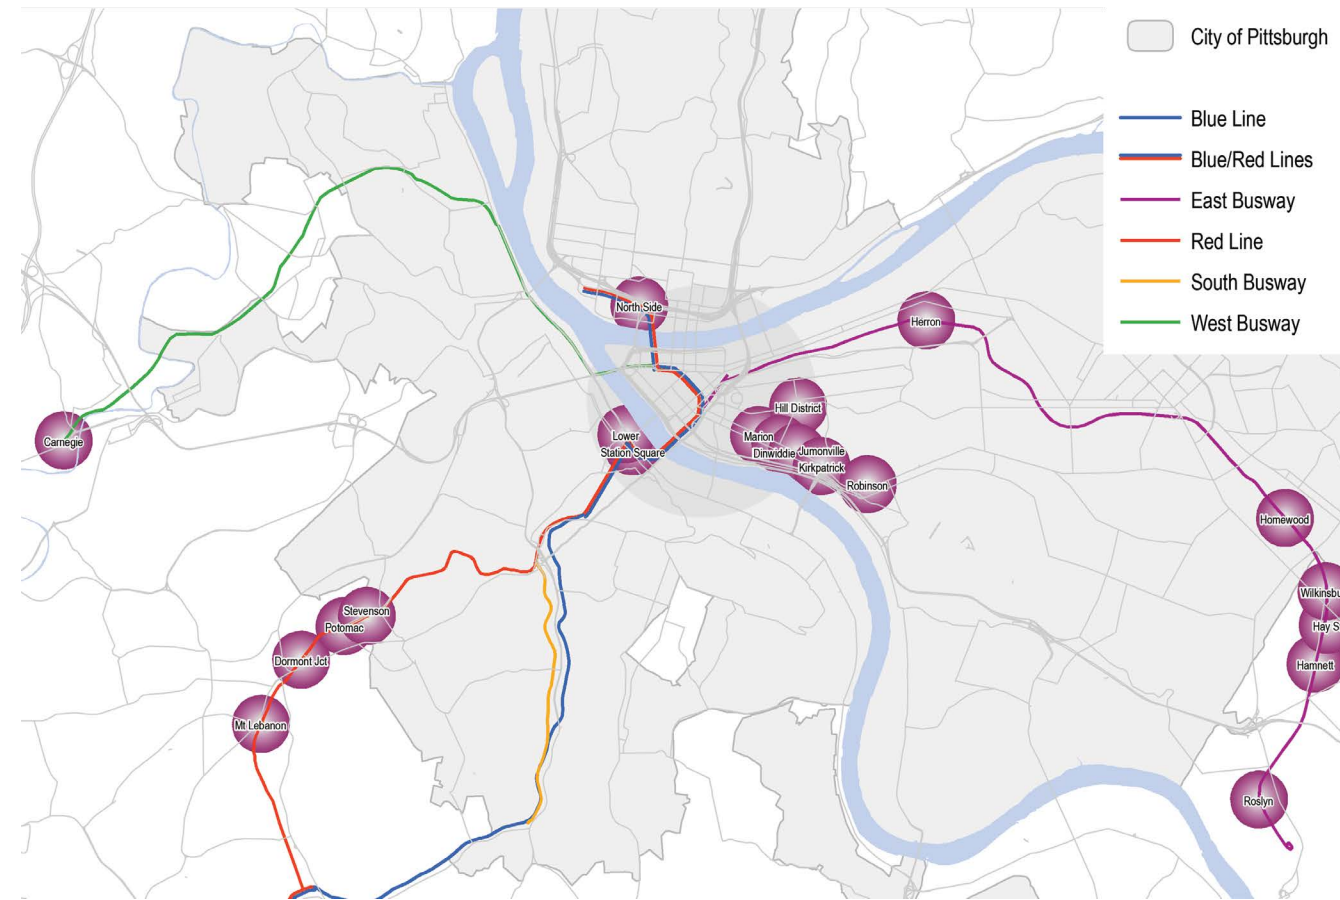 City of Pittsburgh
Blue Line
Blue/Red Lines
East Busway
Red Line
South Busway
West Busway
North Side
Herron
Hill District
Carnegie
Lower
Station Square
Marion
Dinwiddie
Jumonville
Kirkpatrick
Robinson
Homewood
Wilkinsbu
Hay S
Hamnett
Stevenson
Potomac
Dormont Jct
Mt Lebanon
Roslyn